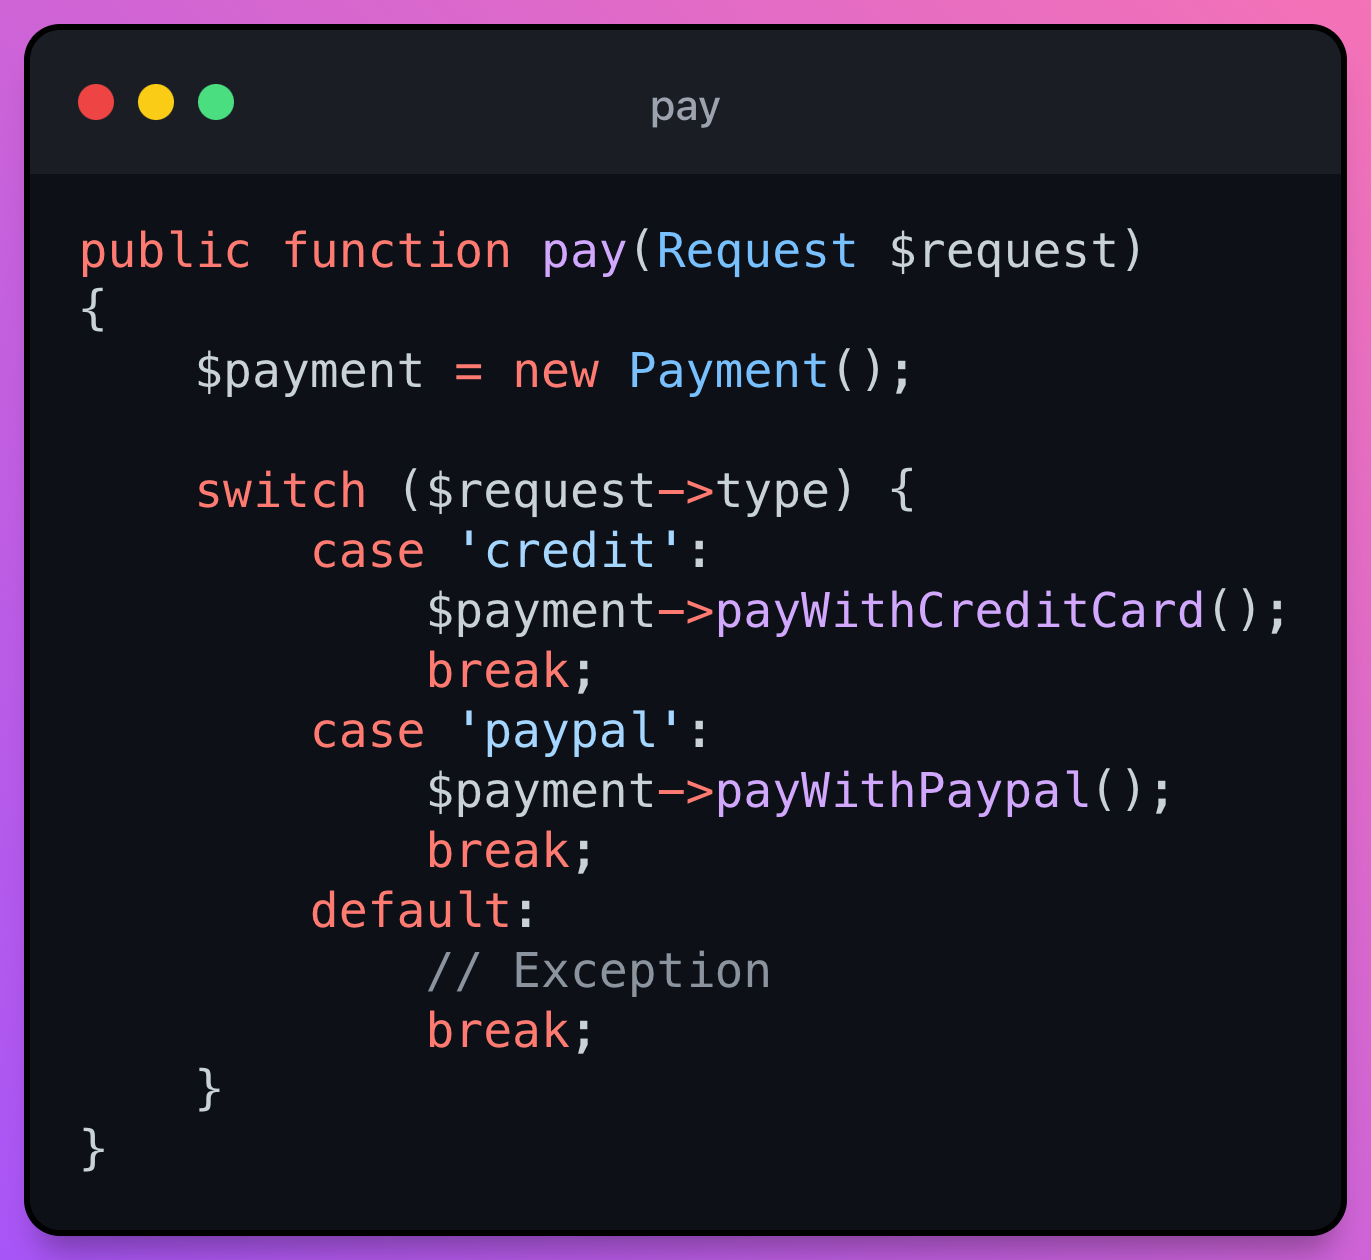 pay
public function pay(Request $request)
{
    $payment = new Payment();

    switch ($request->type) {
        case 'credit':
            $payment->payWithCreditCard();
            break;
        case 'paypal':
            $payment->payWithPaypal();
            break;
        default:
            // Exception
            break;
    }
}